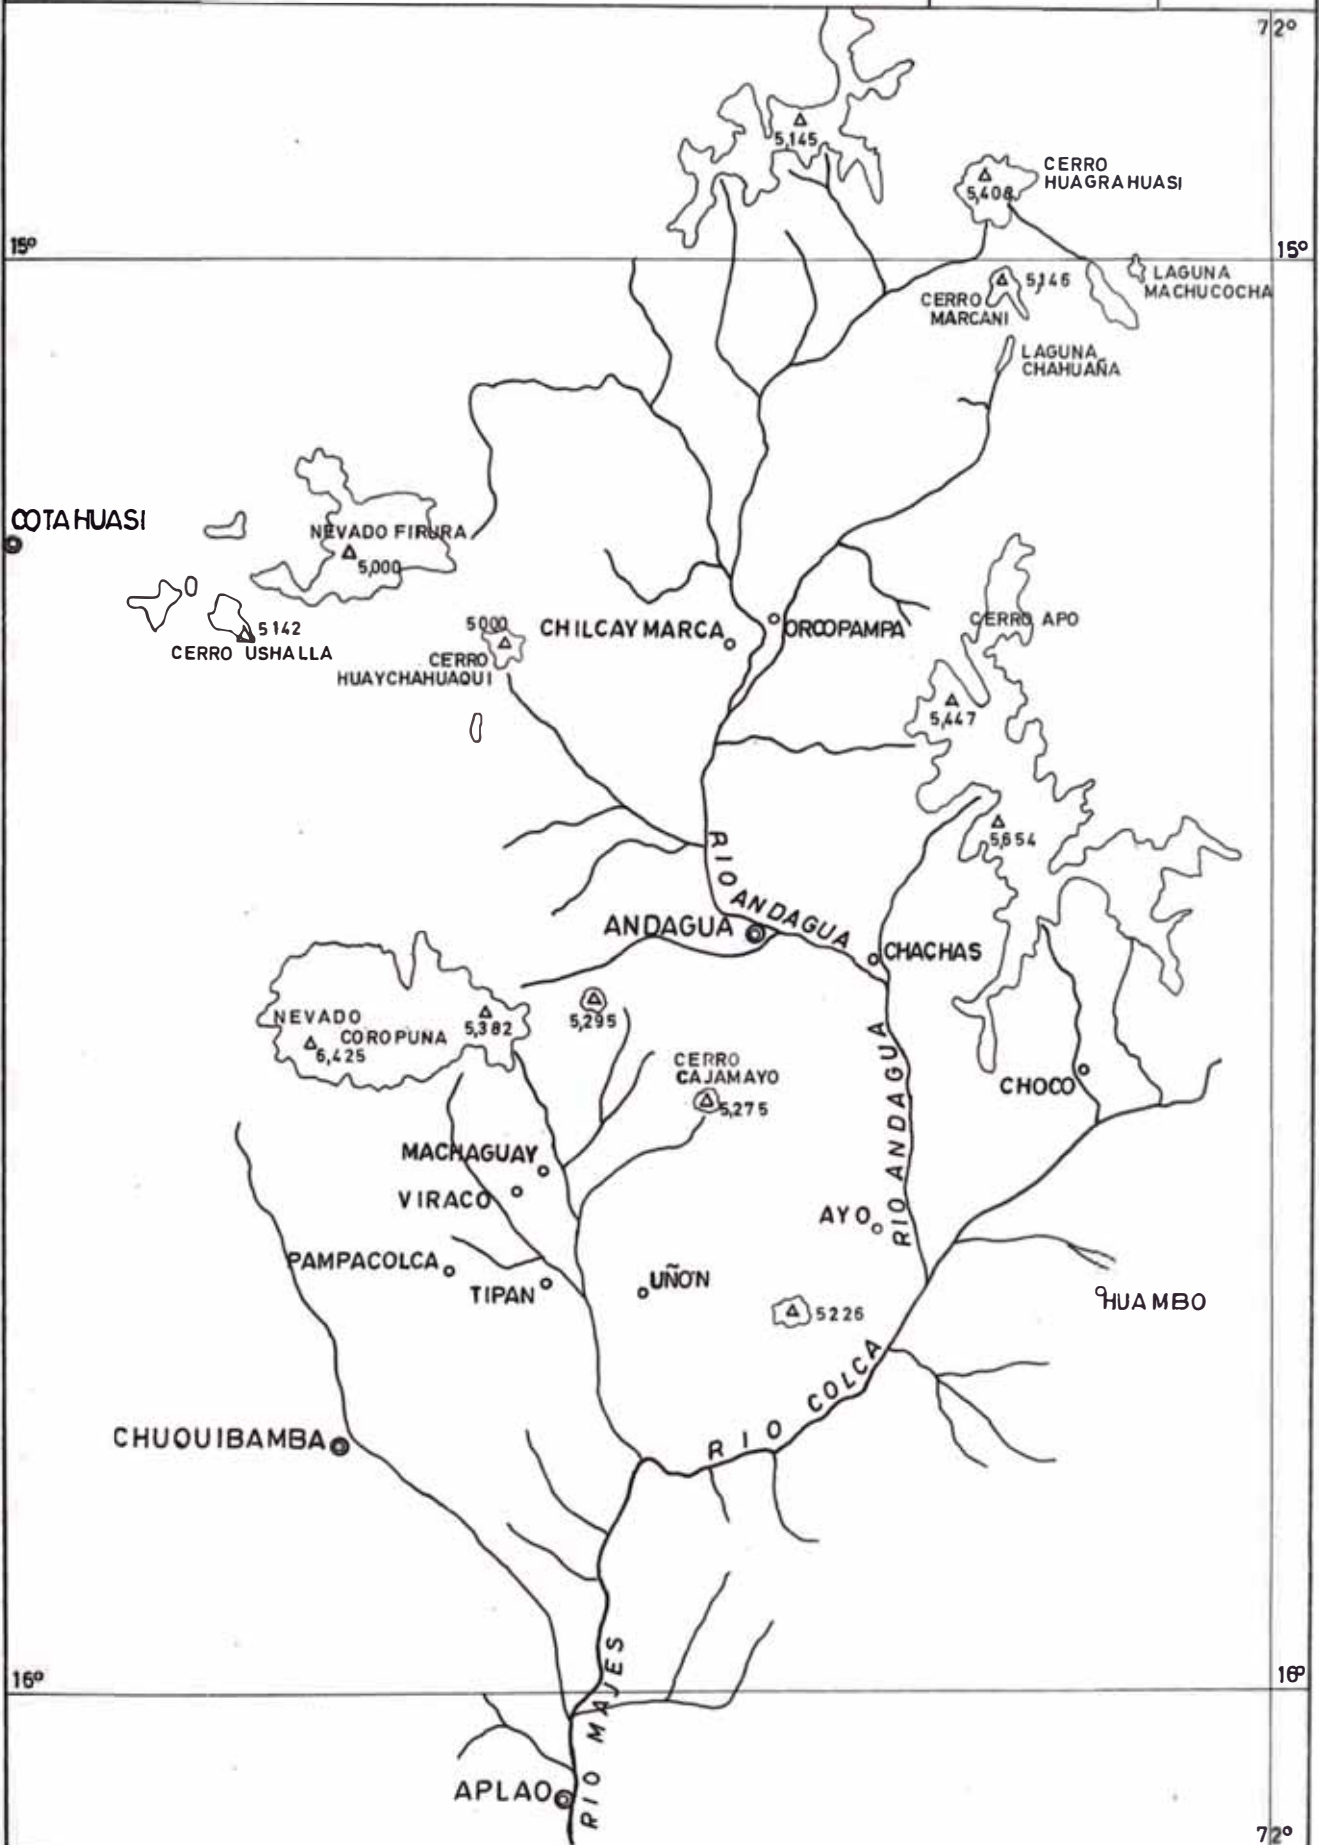 72°
5,145
CERRO
HUAGRAHUASI
5,408
15°
15°
LAGUNA
MACHUCOCHA
5,146
CERRO
MARCANI
LAGUNA
CHAHUAÑA
COTAHUASI
NEVADO FIRURA
5,000
5142
CERRO USHALLA
5000
CERRO
HUAYCHAHUAQUI
CHILCAYMARCA
ORCOPAMPA
CERRO APO
5,447
5,654
RIO ANDAGUA
ANDAGUA
CHACHAS
NEVADO
COROPUNA
6,425
5,382
5,295
CERRO
CAJAMAYO
5,275
CHOCO
RIO ANDAGUA
MACHAGUAY
VIRACO
AYO
PAMPACOLCA
TIPAN
UÑON
5226
HUAMBO
RIO COLCA
CHUQUIBAMBA
16°
16°
RIO MAJES
APLAO
72°